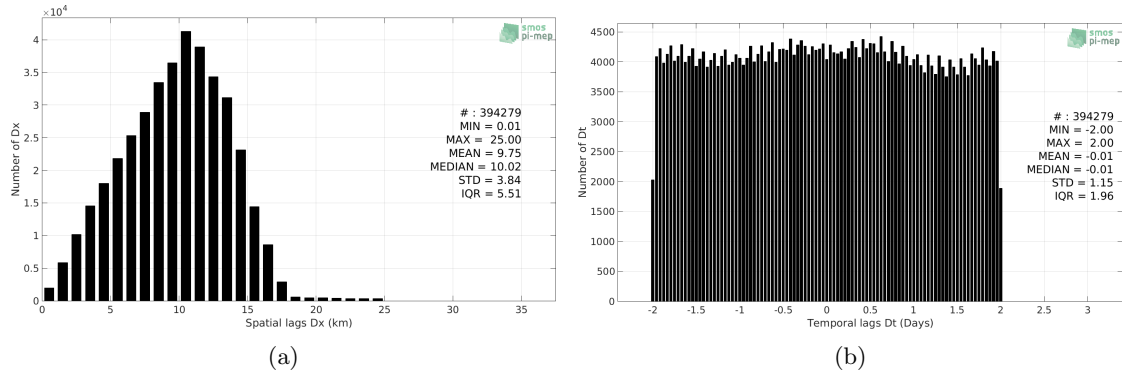 ×10⁴
4
3.5
3
2.5
2
1.5
1
0.5
0
Number of Dx
0 5 10 15 20 25 30 35
Spatial lags Dx (km)
smos
pi-mep
# : 394279
MIN = 0.01
MAX = 25.00
MEAN = 9.75
MEDIAN = 10.02
STD = 3.84
IQR = 5.51
(a)
4500
4000
3500
3000
2500
2000
1500
1000
500
0
Number of Dt
-2 -1.5 -1 -0.5 0 0.5 1 1.5 2 2.5 3
Temporal lags Dt (Days)
smos
pi-mep
# : 394279
MIN = -2.00
MAX = 2.00
MEAN = -0.01
MEDIAN = -0.01
STD = 1.15
IQR = 1.96
(b)